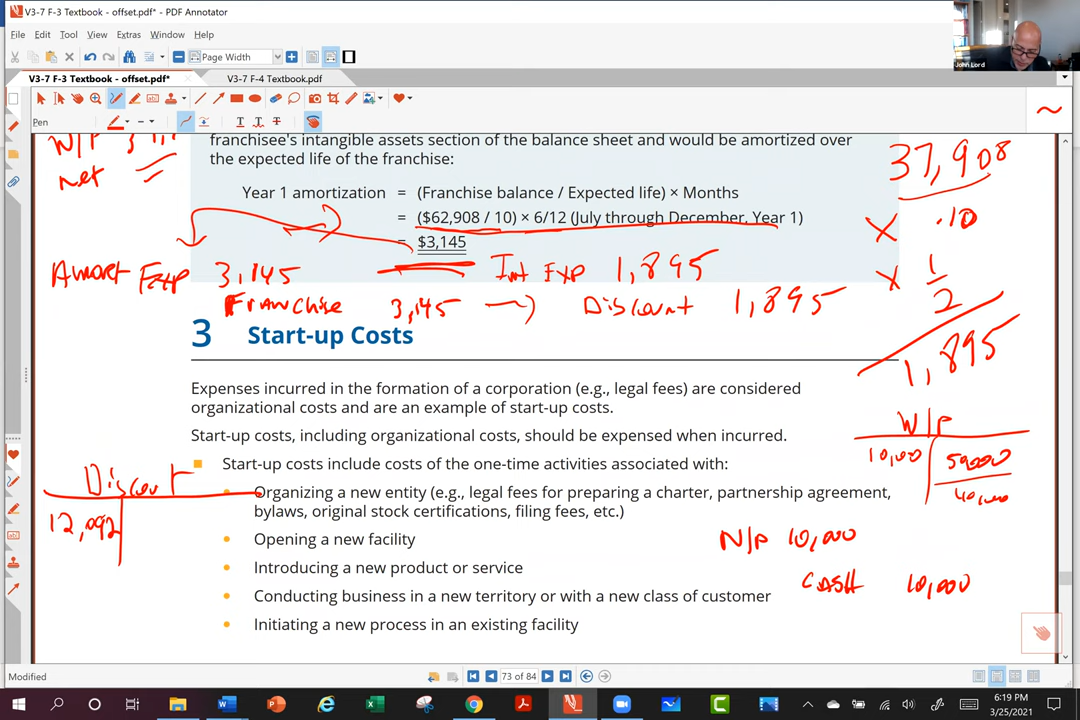 V3-7 F-3 Textbook - offset.pdf* - PDF Annotator
File Edit Tool View Extras Window Help
Page Width
V3-7 F-3 Textbook - offset.pdf*
V3-7 F-4 Textbook.pdf
John Lord
Pen
franchisee's intangible assets section of the balance sheet and would be amortized over
the expected life of the franchise:
net
37,908
Year 1 amortization = (Franchise balance / Expected life) × Months
= ($62,908 / 10) × 6/12 (July through December, Year 1)
= $3,145
x .10
x 1/2
1,895
Amort Exp 3,145 Int Exp 1,895
Franchise 3,145 → Discount 1,895
3 Start-up Costs
Expenses incurred in the formation of a corporation (e.g., legal fees) are considered
organizational costs and are an example of start-up costs.
Start-up costs, including organizational costs, should be expensed when incurred.
10,000
Start-up costs include costs of the one-time activities associated with:
Discount
12,092
Organizing a new entity (e.g., legal fees for preparing a charter, partnership agreement,
bylaws, original stock certifications, filing fees, etc.)
Opening a new facility
N/P 10,000
Introducing a new product or service
CASH 10,000
Conducting business in a new territory or with a new class of customer
Initiating a new process in an existing facility
Modified
73 of 84
6:19 PM
3/25/2021